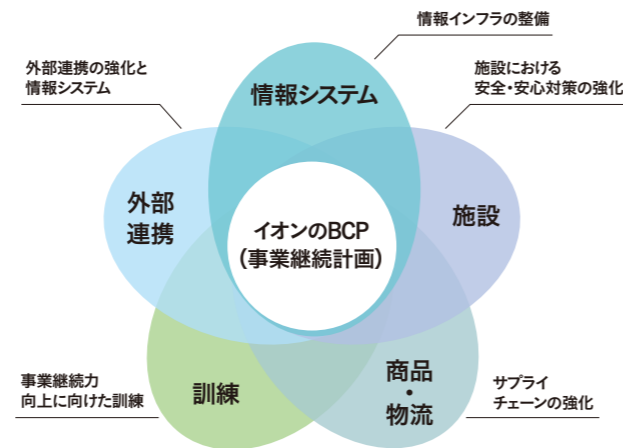 情報インフラの整備
外部連携の強化と
情報システム
施設における
安全・安心対策の強化
情報システム
外部
連携
施設
イオンのBCP
(事業継続計画)
訓練
商品
・
物流
事業継続力
向上に向けた訓練
サプライ
チェーンの強化